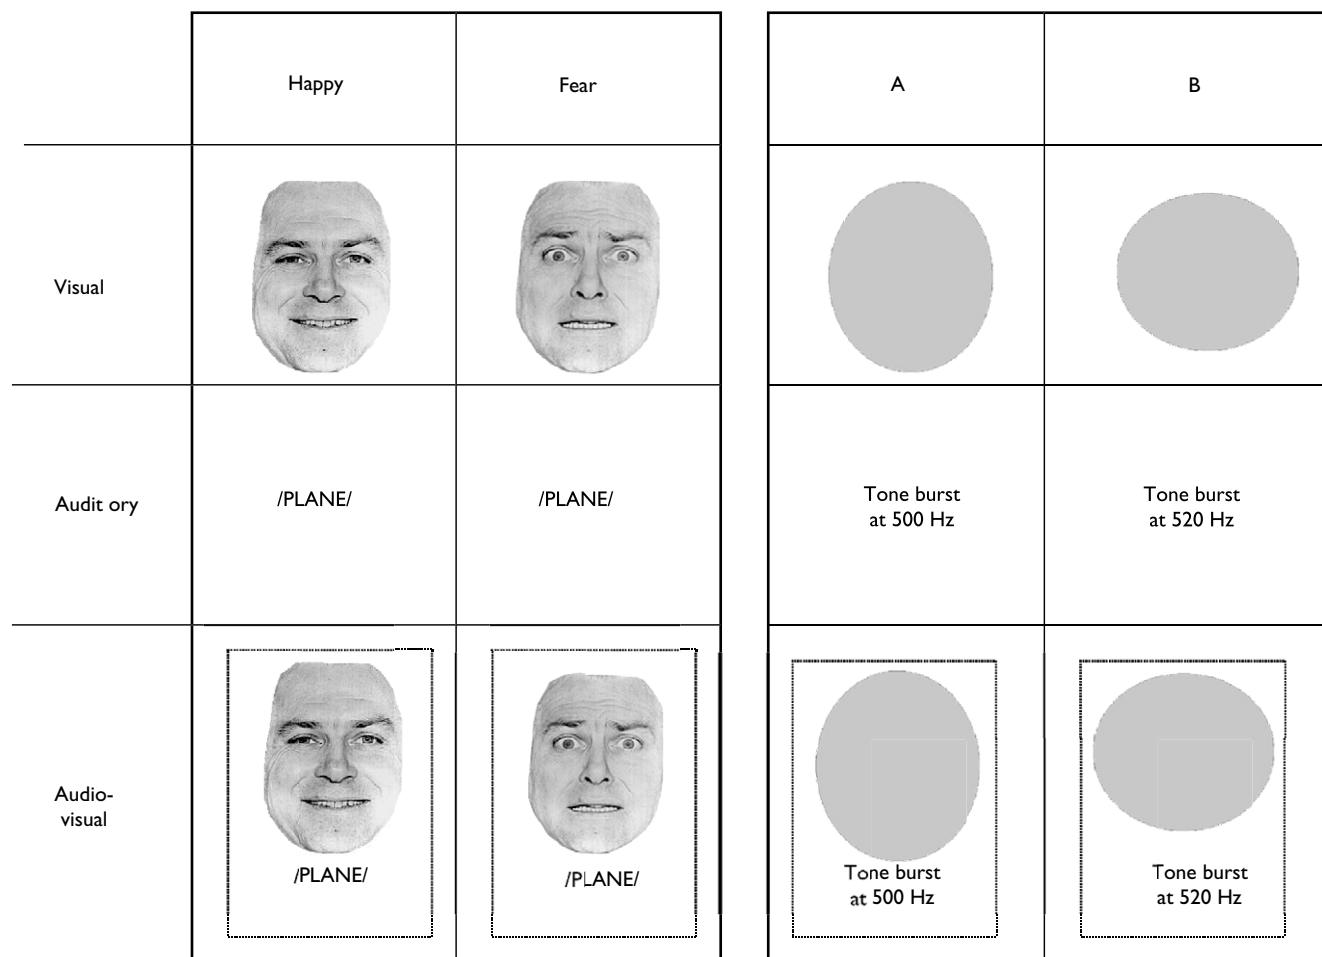 Happy
Fear
A
B
Visual
Audit ory
/PLANE/
/PLANE/
Tone burst
at 500 Hz
Tone burst
at 520 Hz
Audio-
visual
/PLANE/
/PLANE/
Tone burst
at 500 Hz
Tone burst
at 520 Hz